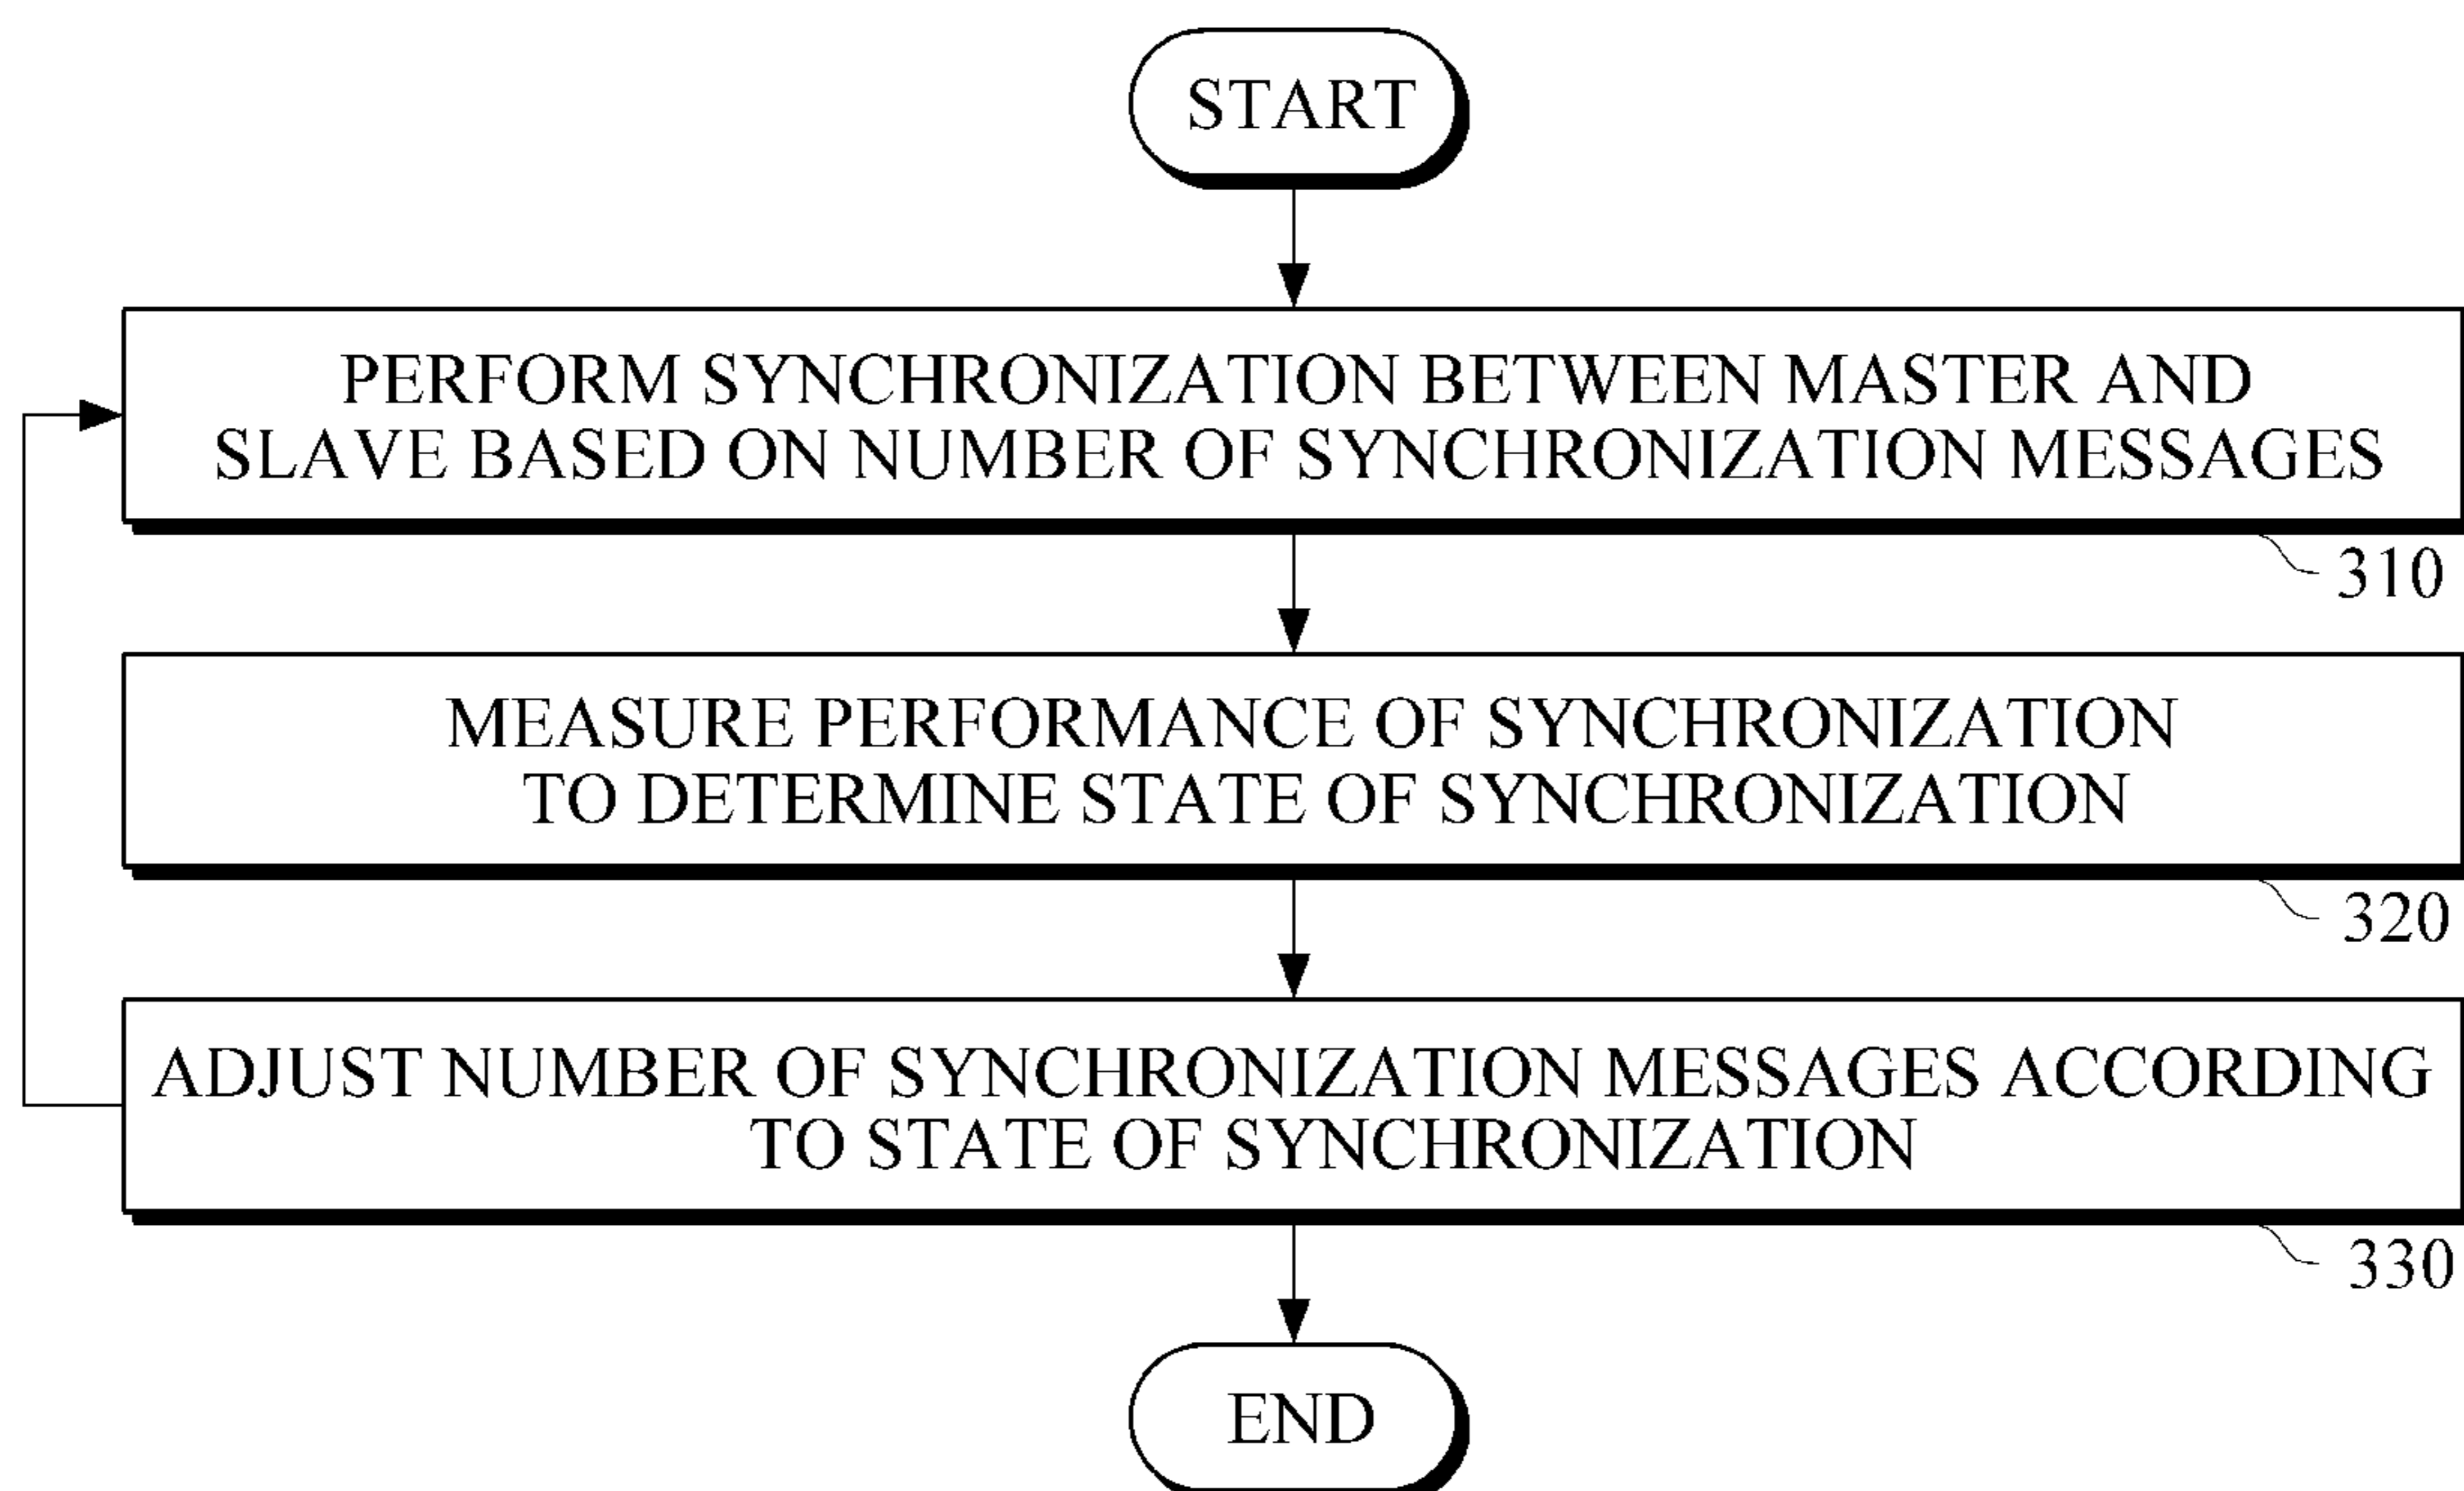 START
PERFORM SYNCHRONIZATION BETWEEN MASTER AND
SLAVE BASED ON NUMBER OF SYNCHRONIZATION MESSAGES
310
MEASURE PERFORMANCE OF SYNCHRONIZATION
TO DETERMINE STATE OF SYNCHRONIZATION
320
ADJUST NUMBER OF SYNCHRONIZATION MESSAGES ACCORDING
TO STATE OF SYNCHRONIZATION
330
END